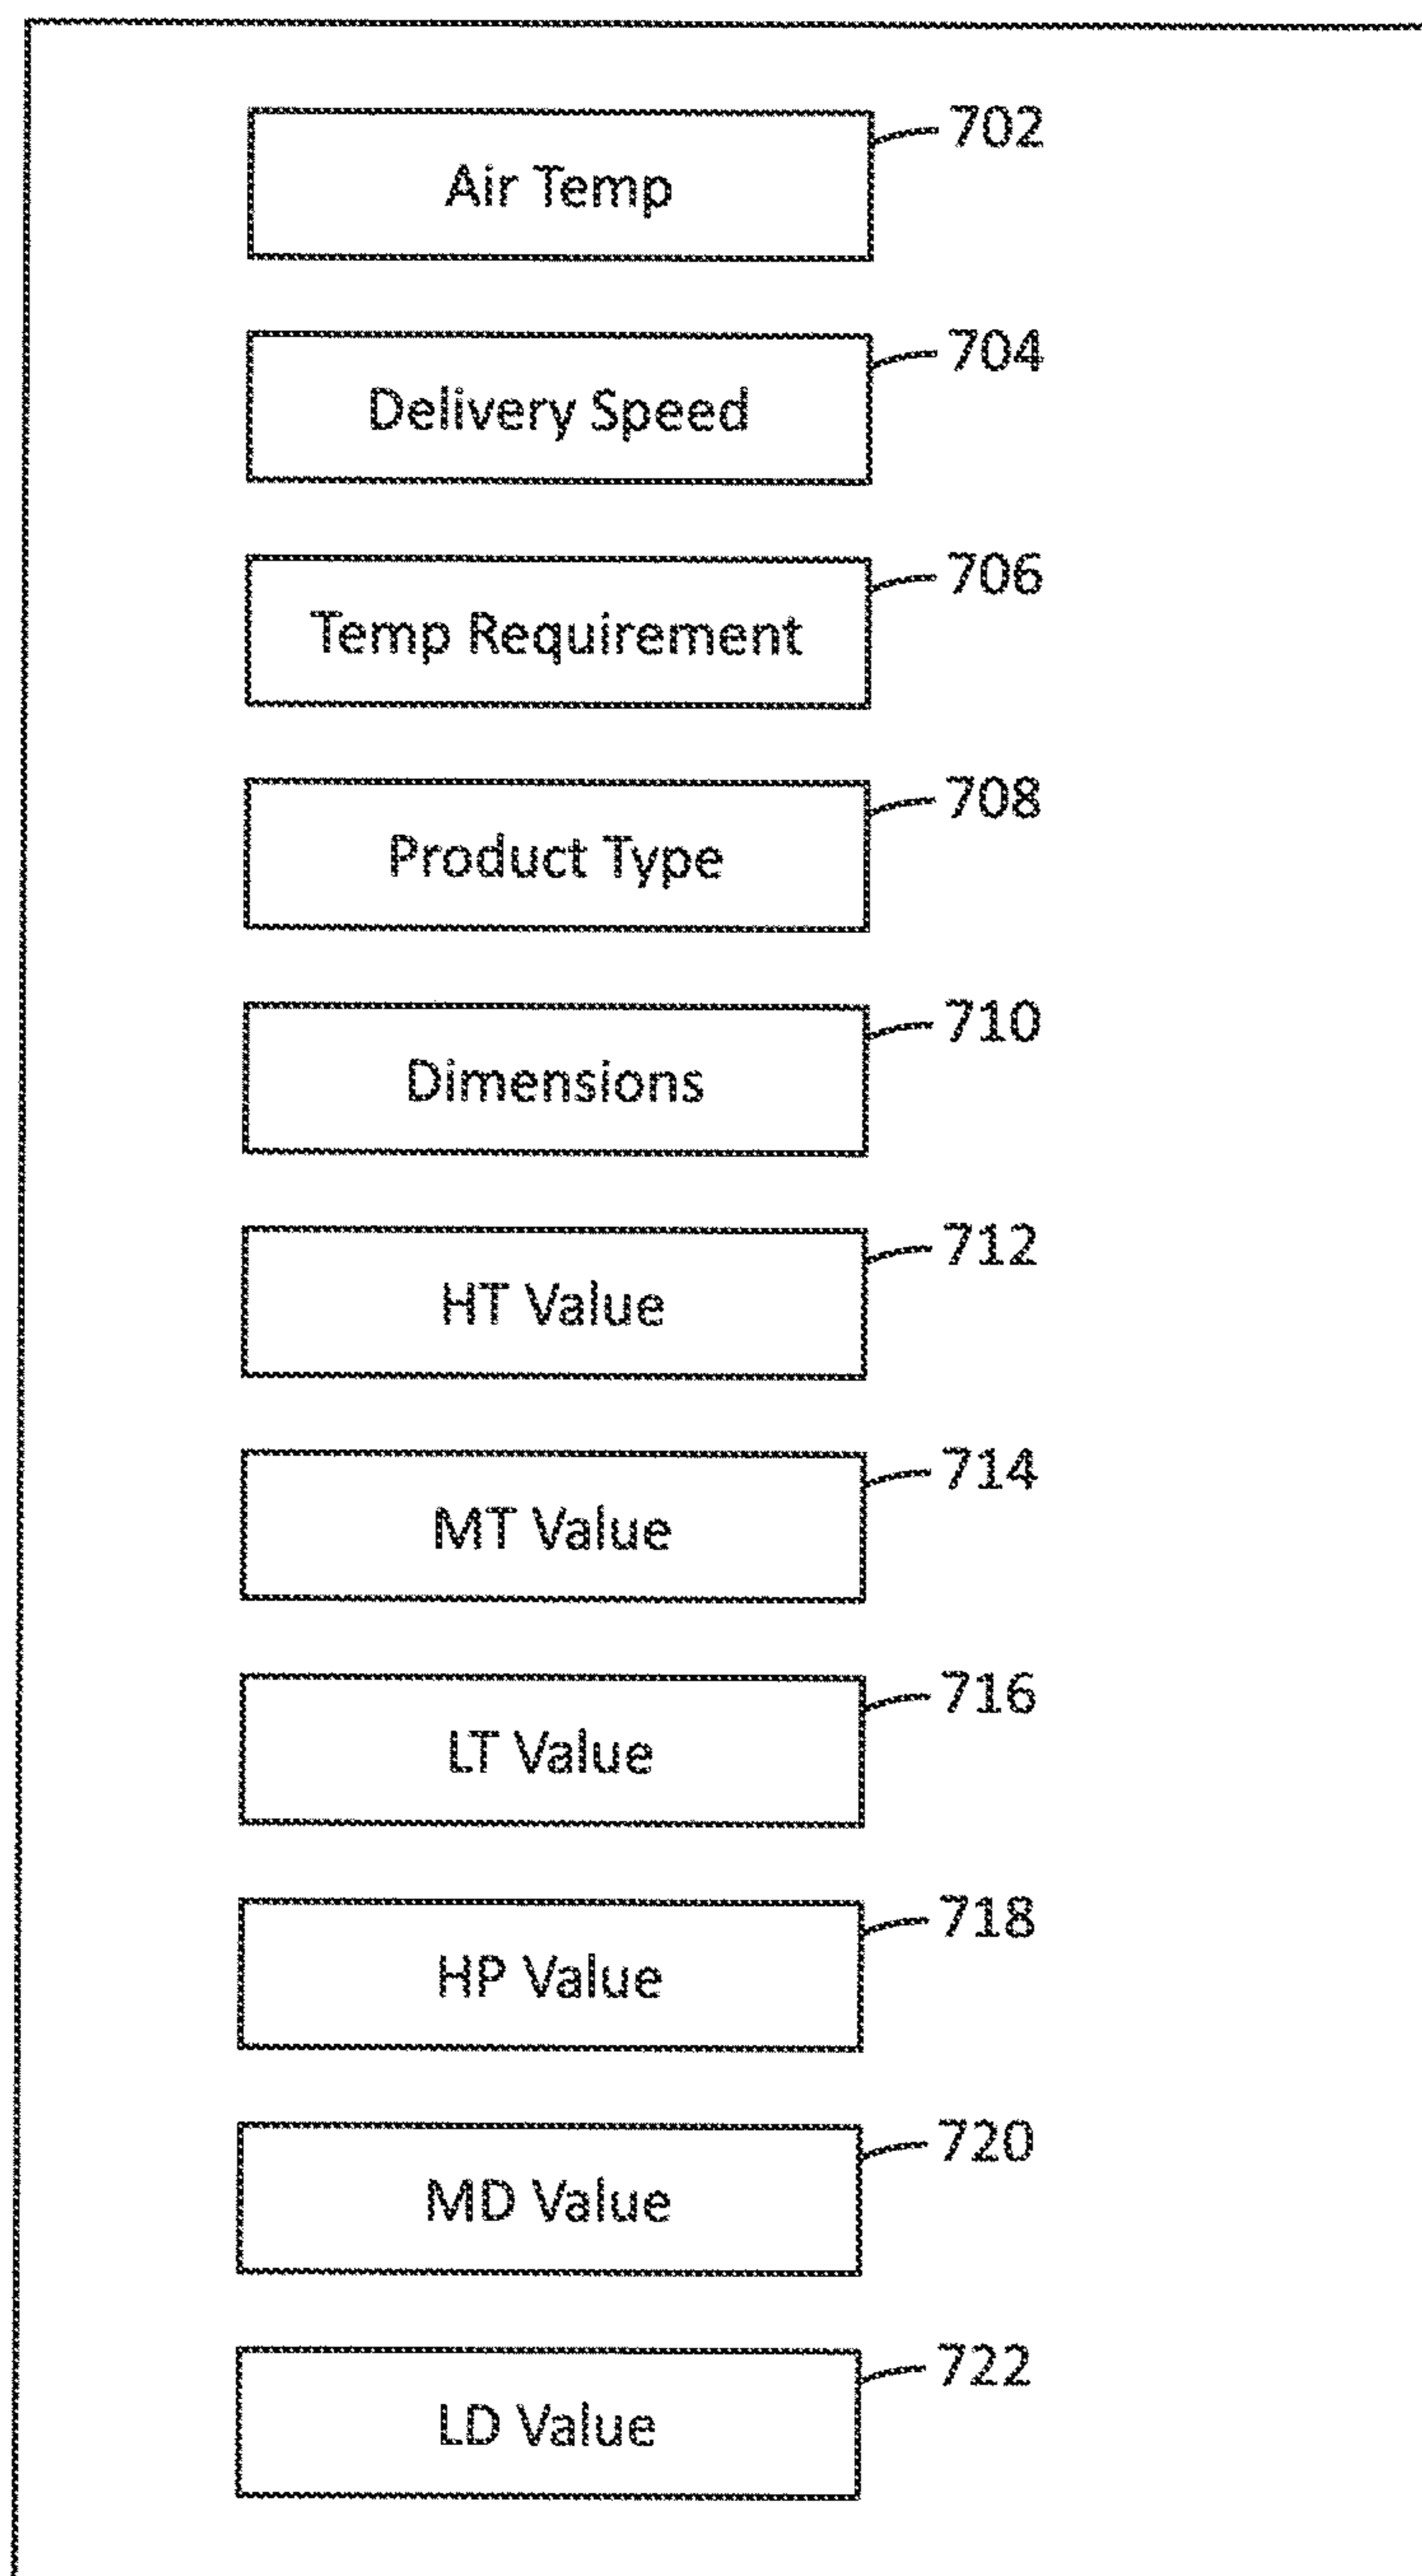 702
Air Temp
704
Delivery Speed
706
Temp Requirement
708
Product Type
710
Dimensions
712
HT Value
714
MT Value
716
LT Value
718
HP Value
720
MD Value
722
LD Value